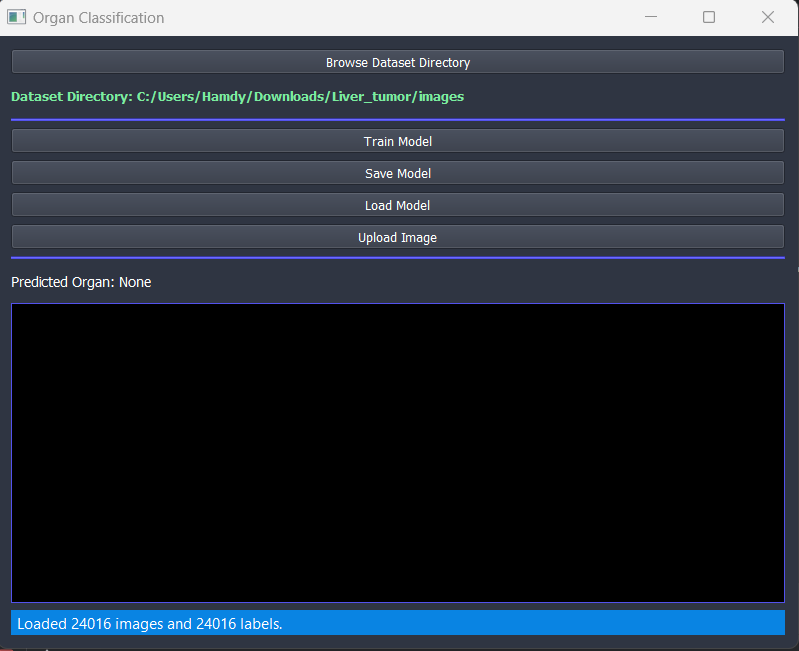 Organ Classification
Browse Dataset Directory
Dataset Directory: C:/Users/Hamdy/Downloads/Liver_tumor/images
Train Model
Save Model
Load Model
Upload Image
Predicted Organ: None
Loaded 24016 images and 24016 labels.